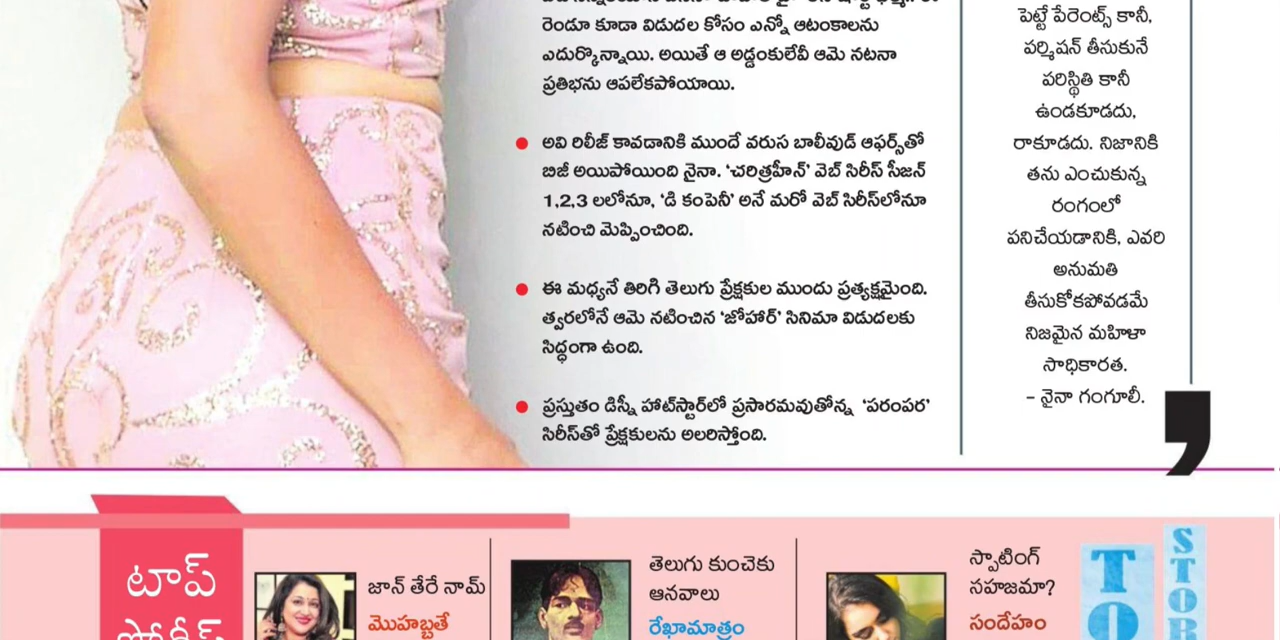 రెండూ కూడా విడుదల కోసం ఎన్నో ఆటంకాలను
ఎదుర్కొన్నాయి. అయితే ఆ అడ్డంకులేవీ ఆమె నటనా
ప్రతిభను ఆపలేకపోయాయి.
• అవి రిలీజ్ కావడానికి ముందే వరుస బాలీవుడ్ ఆఫర్స్‌తో
బిజీ అయిపోయింది నైనా. ‘చరిత్రహీన్’ వెబ్ సిరీస్ సీజన్
1,2,3 లలోనూ, ‘డి కంపెనీ’ అనే మరో వెబ్ సిరీస్‌లోనూ
నటించి మెప్పించింది.
• ఈ మధ్యనే తిరిగి తెలుగు ప్రేక్షకుల ముందు ప్రత్యక్షమైంది.
త్వరలోనే ఆమె నటించిన ‘జోహార్’ సినిమా విడుదలకు
సిద్ధంగా ఉంది.
• ప్రస్తుతం డిస్నీ హాట్‌స్టార్‌లో ప్రసారమవుతోన్న ‘పరంపర’
సిరీస్‌తో ప్రేక్షకులను అలరిస్తోంది.
పెట్టే పేరెంట్స్ కానీ,
పర్మిషన్ తీసుకునే
పరిస్థితి కానీ
ఉండకూడదు,
రాకూడదు. నిజానికి
తను ఎంచుకున్న
రంగంలో
పనిచేయడానికి, ఎవరి
అనుమతి
తీసుకోకపోవడమే
నిజమైన మహిళా
సాధికారత.
– నైనా గంగూలీ.
టాప్
జాన్ తేరే నామ్
మొహబ్బతే
తెలుగు కుంచెకు
ఆనవాలు
రేఖామాత్రం
స్పాటింగ్
సహజమా?
సందేహం
TO
STOR